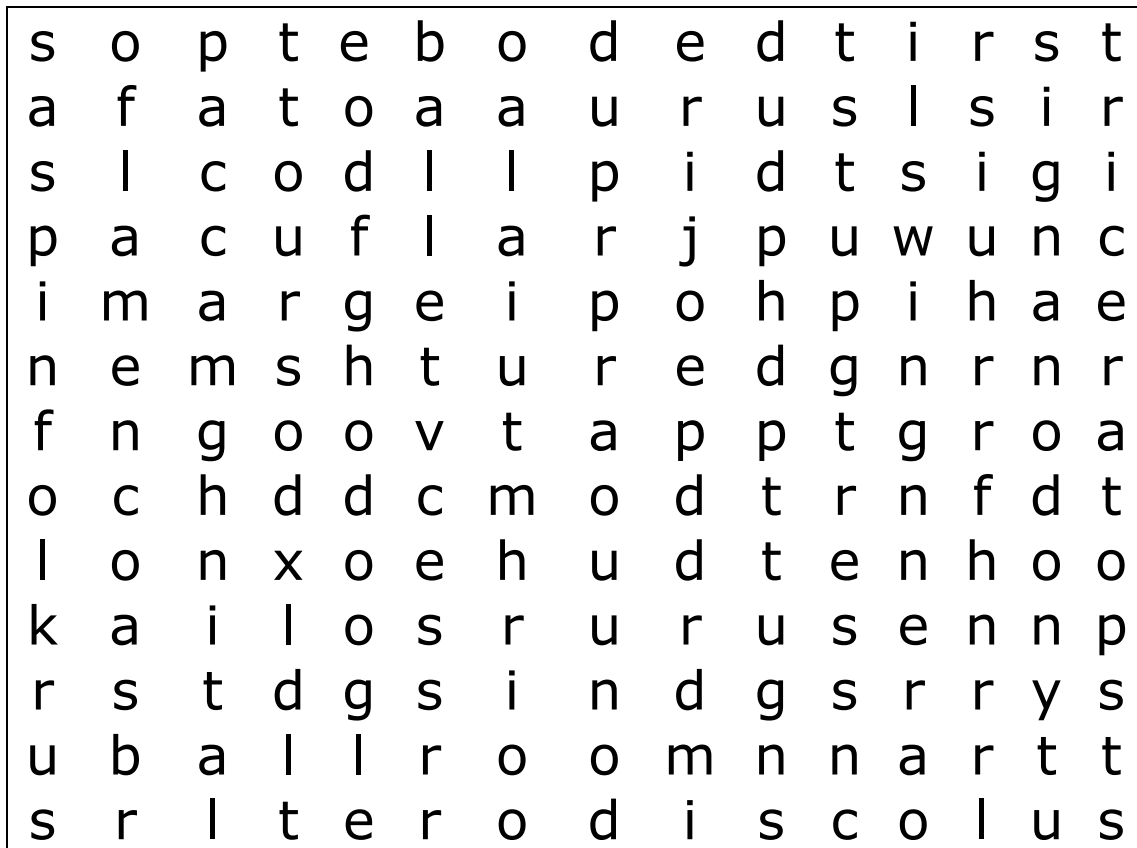 s o p t e b o d e d t i r s t
a f a t o a a u r u s l s i r
s l c o d l l p i d t s i g i
p a c u f l a r j p u w u n c
i m a r g e i p o h p i h a e
n e m s h t u r e d g n r n r
f n g o o v t a p p t g r o a
o c h d d c m o d t r n f d t
l o n x o e h u d t e n h o o
k a i l o s r u r u s e n n p
r s t d g s i n d g s r r y s
u b a l l r o o m n n a r t t
s r l t e r o d i s c o l u s